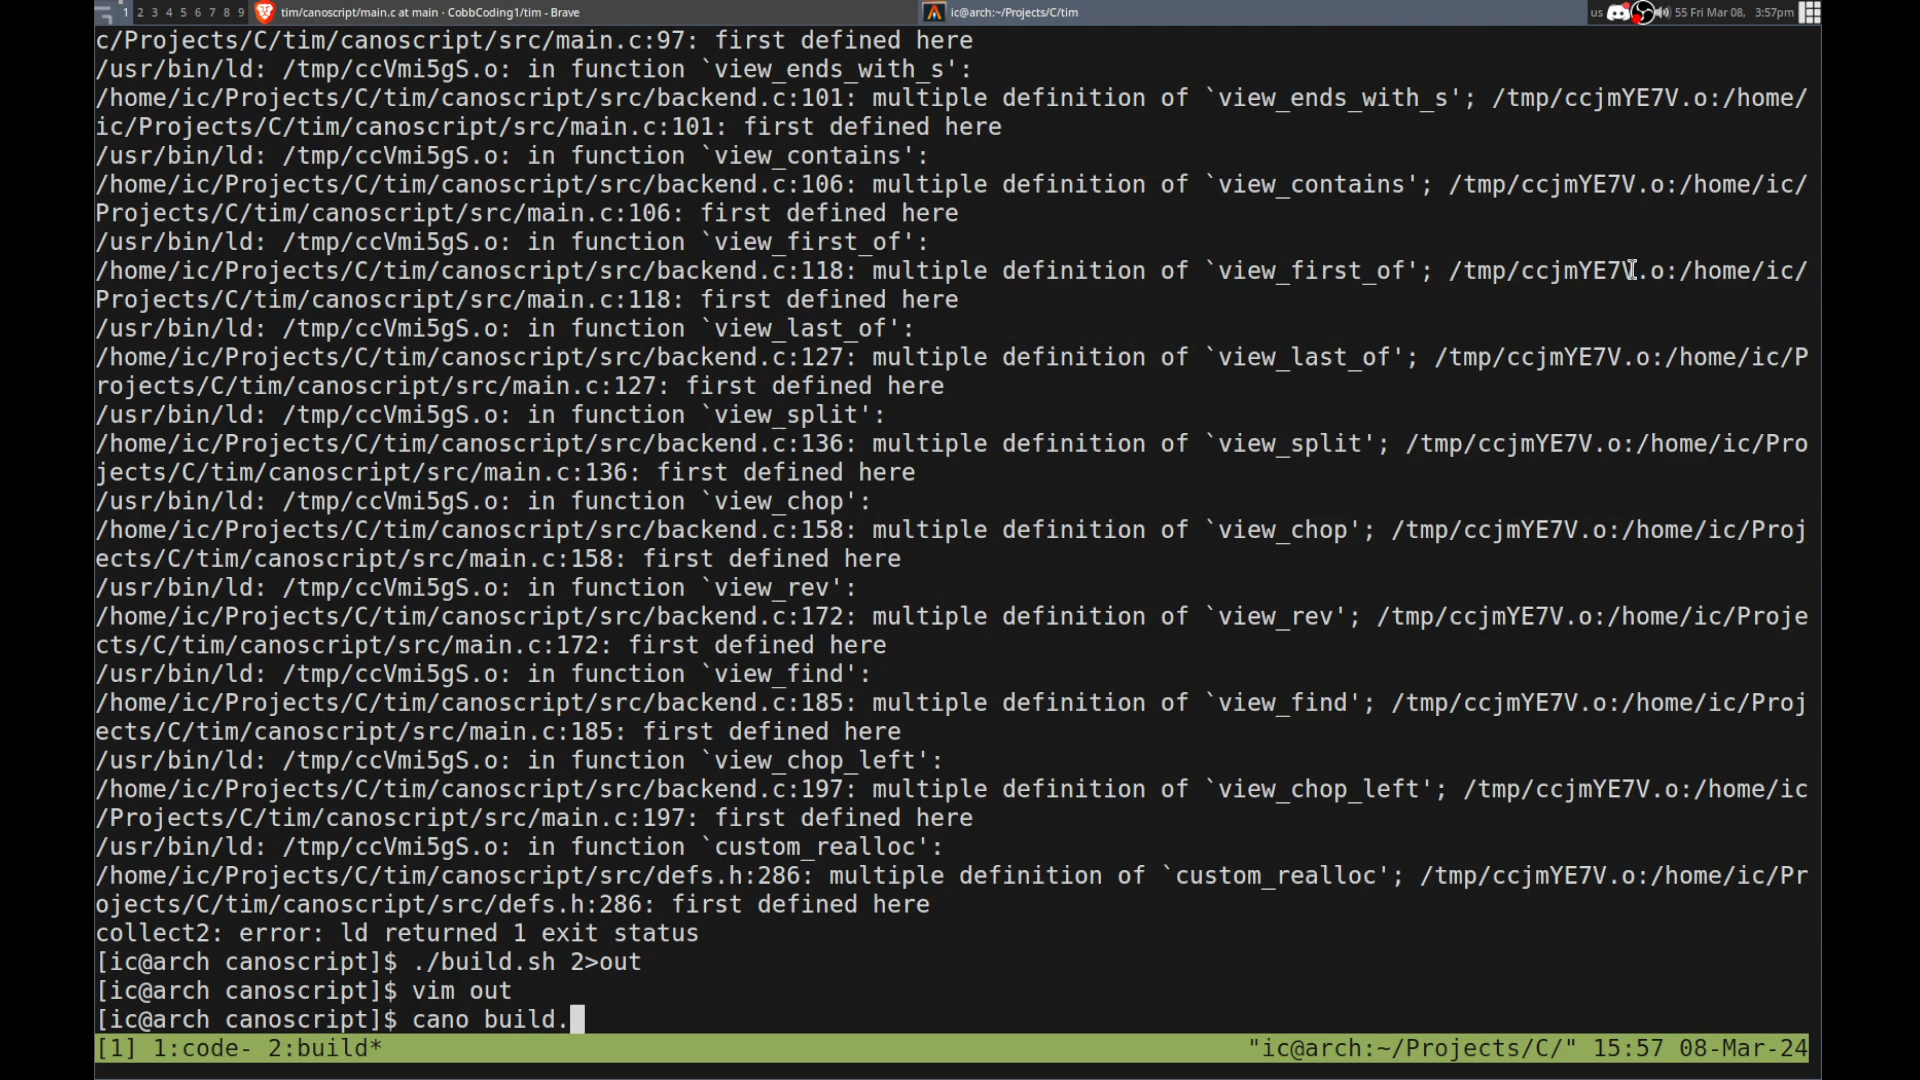 1 2 3 4 5 6 7 8 9 tim/canoscript/main.c at main · CobbCoding1/tim - Brave ic@arch:~/Projects/C/tim us 55 Fri Mar 08, 3:57pm
c/Projects/C/tim/canoscript/src/main.c:97: first defined here
/usr/bin/ld: /tmp/ccVmi5gS.o: in function `view_ends_with_s':
/home/ic/Projects/C/tim/canoscript/src/backend.c:101: multiple definition of `view_ends_with_s'; /tmp/ccjmYE7V.o:/home/
ic/Projects/C/tim/canoscript/src/main.c:101: first defined here
/usr/bin/ld: /tmp/ccVmi5gS.o: in function `view_contains':
/home/ic/Projects/C/tim/canoscript/src/backend.c:106: multiple definition of `view_contains'; /tmp/ccjmYE7V.o:/home/ic/
Projects/C/tim/canoscript/src/main.c:106: first defined here
/usr/bin/ld: /tmp/ccVmi5gS.o: in function `view_first_of':
/home/ic/Projects/C/tim/canoscript/src/backend.c:118: multiple definition of `view_first_of'; /tmp/ccjmYE7V.o:/home/ic/
Projects/C/tim/canoscript/src/main.c:118: first defined here
/usr/bin/ld: /tmp/ccVmi5gS.o: in function `view_last_of':
/home/ic/Projects/C/tim/canoscript/src/backend.c:127: multiple definition of `view_last_of'; /tmp/ccjmYE7V.o:/home/ic/P
rojects/C/tim/canoscript/src/main.c:127: first defined here
/usr/bin/ld: /tmp/ccVmi5gS.o: in function `view_split':
/home/ic/Projects/C/tim/canoscript/src/backend.c:136: multiple definition of `view_split'; /tmp/ccjmYE7V.o:/home/ic/Pro
jects/C/tim/canoscript/src/main.c:136: first defined here
/usr/bin/ld: /tmp/ccVmi5gS.o: in function `view_chop':
/home/ic/Projects/C/tim/canoscript/src/backend.c:158: multiple definition of `view_chop'; /tmp/ccjmYE7V.o:/home/ic/Proj
ects/C/tim/canoscript/src/main.c:158: first defined here
/usr/bin/ld: /tmp/ccVmi5gS.o: in function `view_rev':
/home/ic/Projects/C/tim/canoscript/src/backend.c:172: multiple definition of `view_rev'; /tmp/ccjmYE7V.o:/home/ic/Proje
cts/C/tim/canoscript/src/main.c:172: first defined here
/usr/bin/ld: /tmp/ccVmi5gS.o: in function `view_find':
/home/ic/Projects/C/tim/canoscript/src/backend.c:185: multiple definition of `view_find'; /tmp/ccjmYE7V.o:/home/ic/Proj
ects/C/tim/canoscript/src/main.c:185: first defined here
/usr/bin/ld: /tmp/ccVmi5gS.o: in function `view_chop_left':
/home/ic/Projects/C/tim/canoscript/src/backend.c:197: multiple definition of `view_chop_left'; /tmp/ccjmYE7V.o:/home/ic
/Projects/C/tim/canoscript/src/main.c:197: first defined here
/usr/bin/ld: /tmp/ccVmi5gS.o: in function `custom_realloc':
/home/ic/Projects/C/tim/canoscript/src/defs.h:286: multiple definition of `custom_realloc'; /tmp/ccjmYE7V.o:/home/ic/Pr
ojects/C/tim/canoscript/src/defs.h:286: first defined here
collect2: error: ld returned 1 exit status
[ic@arch canoscript]$ ./build.sh 2>out
[ic@arch canoscript]$ vim out
[ic@arch canoscript]$ cano build.
[1] 1:code- 2:build* "ic@arch:~/Projects/C/" 15:57 08-Mar-24